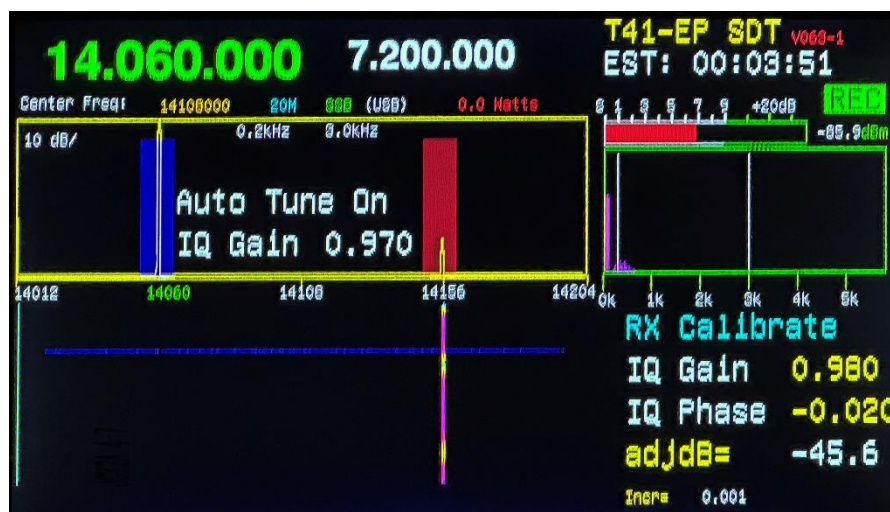 14.060.000 7.200.000
T41-EP SDT V063-1
EST: 00:03:51
Center Freq: 14108000 20M SSB (USB) 0.0 Watts
S 1 3 5 7 9 +20dB REC
-65.9dBm
10 dB/ 0.2kHz 3.0kHz
Auto Tune On
IQ Gain 0.970
14012 14060 14108 14156 14204
0k 1k 2k 3k 4k 5k
RX Calibrate
IQ Gain 0.980
IQ Phase -0.020
adjdB= -45.6
Incr= 0.001